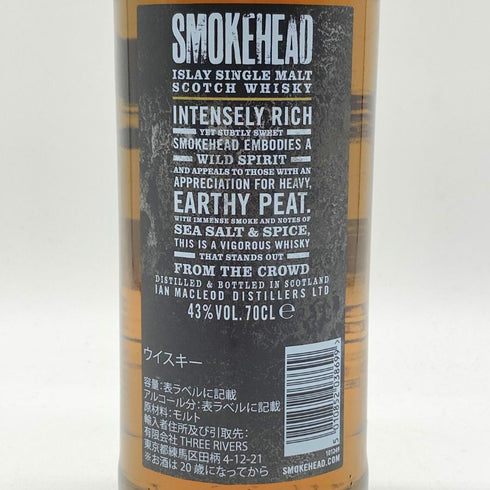 SMOKEHEAD
ISLAY SINGLE MALT
SCOTCH WHISKY
INTENSELY RICH
YET SUBTLY SWEET
SMOKEHEAD EMBODIES A
WILD SPIRIT
AND APPEALS TO THOSE WITH AN
APPRECIATION FOR HEAVY,
EARTHY PEAT.
WITH IMMENSE SMOKE AND NOTES OF
SEA SALT & SPICE,
THIS IS A VIGOROUS WHISKY
THAT STANDS OUT
FROM THE CROWD
DISTILLED & BOTTLED IN SCOTLAND
IAN MACLEOD DISTILLERS LTD
43%VOL. 70CL ℮
ウイスキー
容量:表ラベルに記載
アルコール分:表ラベルに記載
原材料:モルト
輸入者住所及び引取先:
有限会社 THREE RIVERS
東京都練馬区田柄 4-12-21
※お酒は 20 歳になってから
SMOKEHEAD.COM